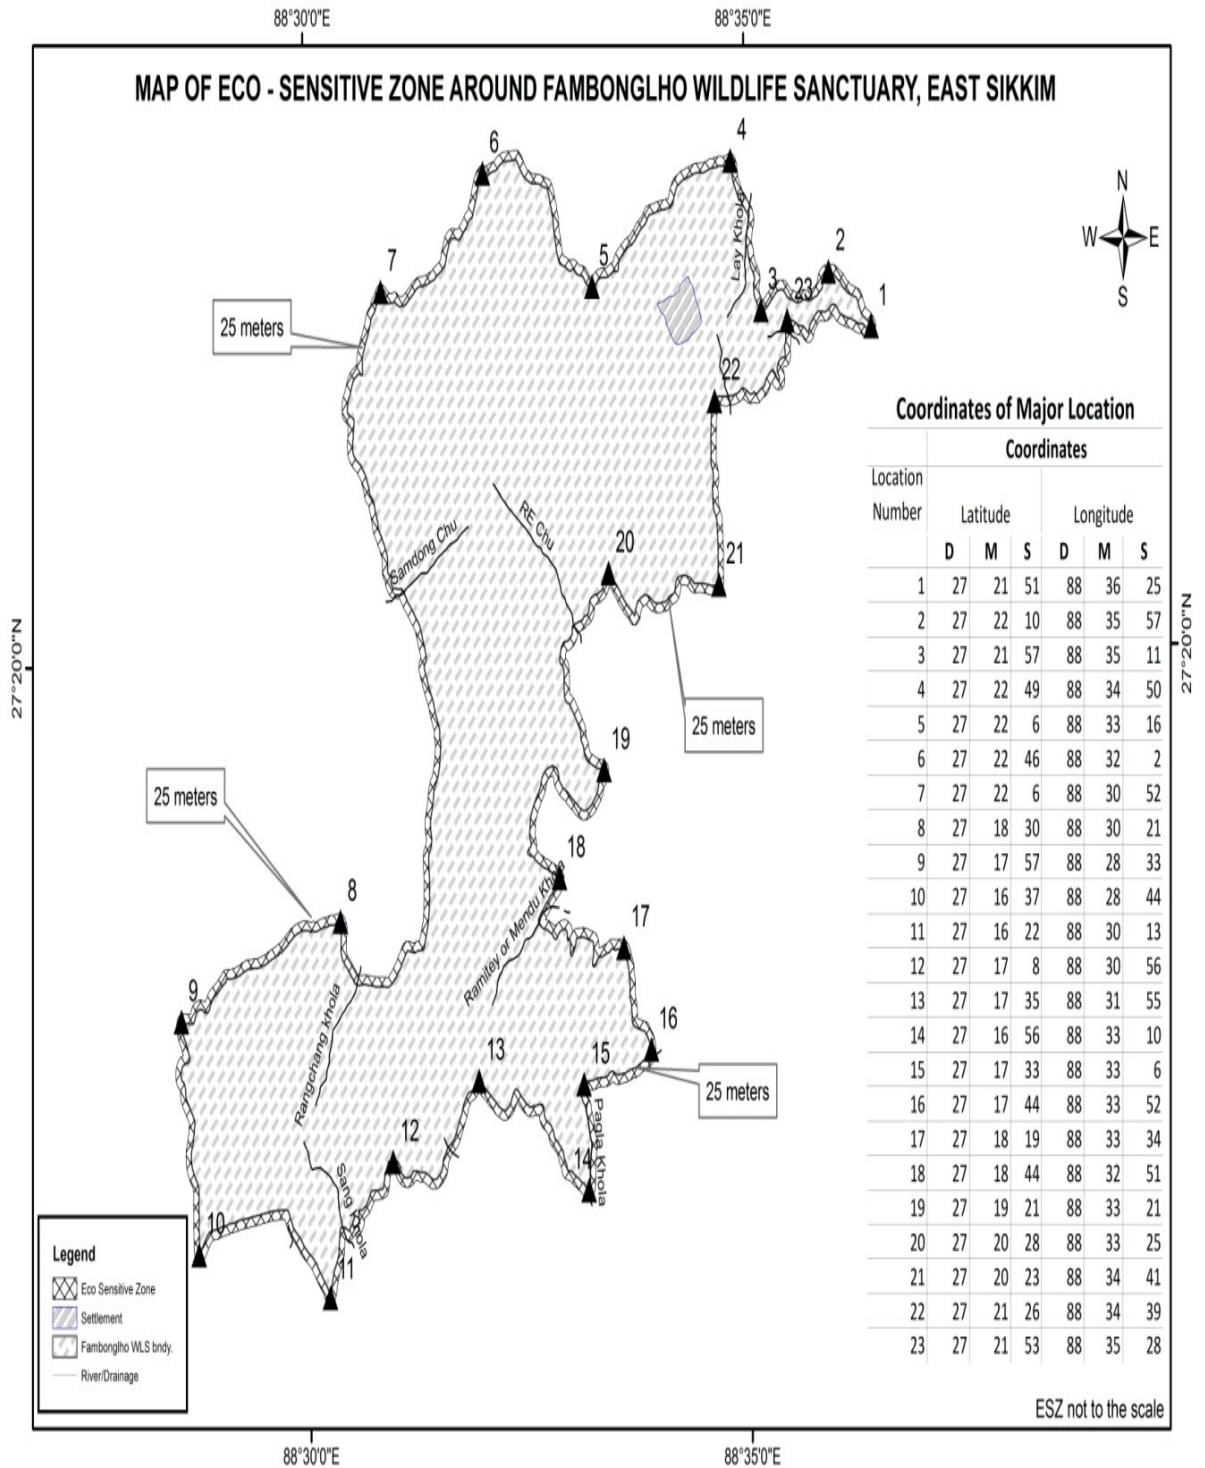 88°30'0"E 88°35'0"E
MAP OF ECO - SENSITIVE ZONE AROUND FAMBONGLHO WILDLIFE SANCTUARY, EAST SIKKIM
6
4
N
W E
S
Lay Khola
2
5
7
3
23
1
25 meters
22
Coordinates of Major Location
Coordinates
Location
Number Latitude Longitude
D M S D M S
1 27 21 51 88 36 25
2 27 22 10 88 35 57
3 27 21 57 88 35 11
4 27 22 49 88 34 50
5 27 22 6 88 33 16
6 27 22 46 88 32 2
7 27 22 6 88 30 52
8 27 18 30 88 30 21
9 27 17 57 88 28 33
10 27 16 37 88 28 44
11 27 16 22 88 30 13
12 27 17 8 88 30 56
13 27 17 35 88 31 55
14 27 16 56 88 33 10
15 27 17 33 88 33 6
16 27 17 44 88 33 52
17 27 18 19 88 33 34
18 27 18 44 88 32 51
19 27 19 21 88 33 21
20 27 20 28 88 33 25
21 27 20 23 88 34 41
22 27 21 26 88 34 39
23 27 21 53 88 35 28
RE Chu
Samdong Chu
20
21
27°20'0"N
27°20'0"N
25 meters
19
25 meters
18
8
Ramitey or Mendu Khola
17
9
Rangchang khola
16
13
15
25 meters
Pagla Khola
12
14
Sang Khola
10
11
Legend
Eco Sensitive Zone
Settlement
Fambonglho WLS bndy.
River/Drainage
ESZ not to the scale
88°30'0"E 88°35'0"E